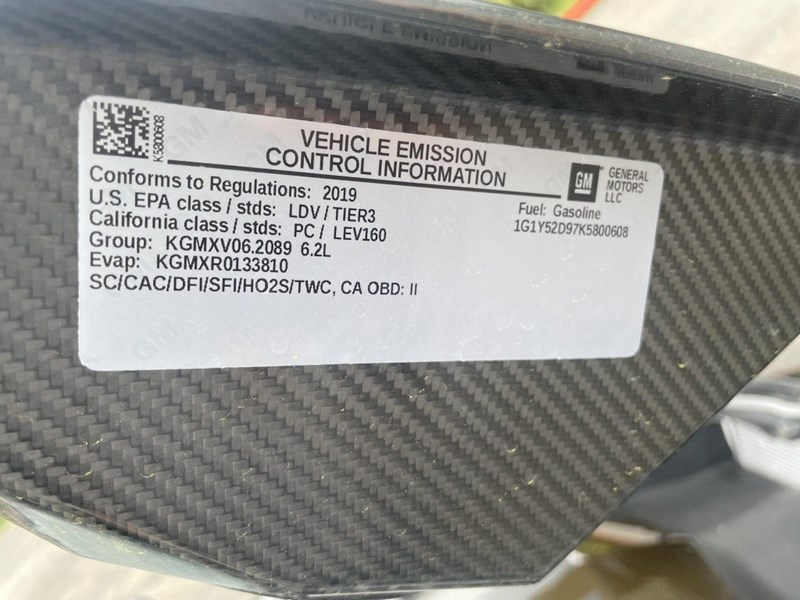 K5800608
VEHICLE EMISSION
CONTROL INFORMATION
GM
GENERAL
MOTORS
LLC
Conforms to Regulations: 2019
U.S. EPA class / stds: LDV / TIER3
California class / stds: PC / LEV160
Group: KGMXV06.2089 6.2L
Evap: KGMXR0133810
SC/CAC/DFI/SFI/HO2S/TWC, CA OBD: II
Fuel: Gasoline
1G1Y52D97K5800608